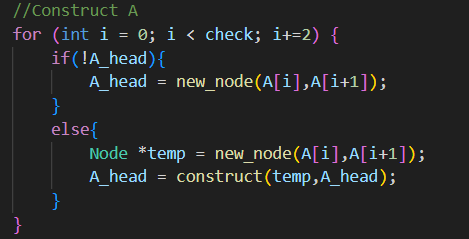 //Construct A
for (int i = 0; i < check; i+=2) {
    if(!A_head){
        A_head = new_node(A[i],A[i+1]);
    }
    else{
        Node *temp = new_node(A[i],A[i+1]);
        A_head = construct(temp,A_head);
    }
}